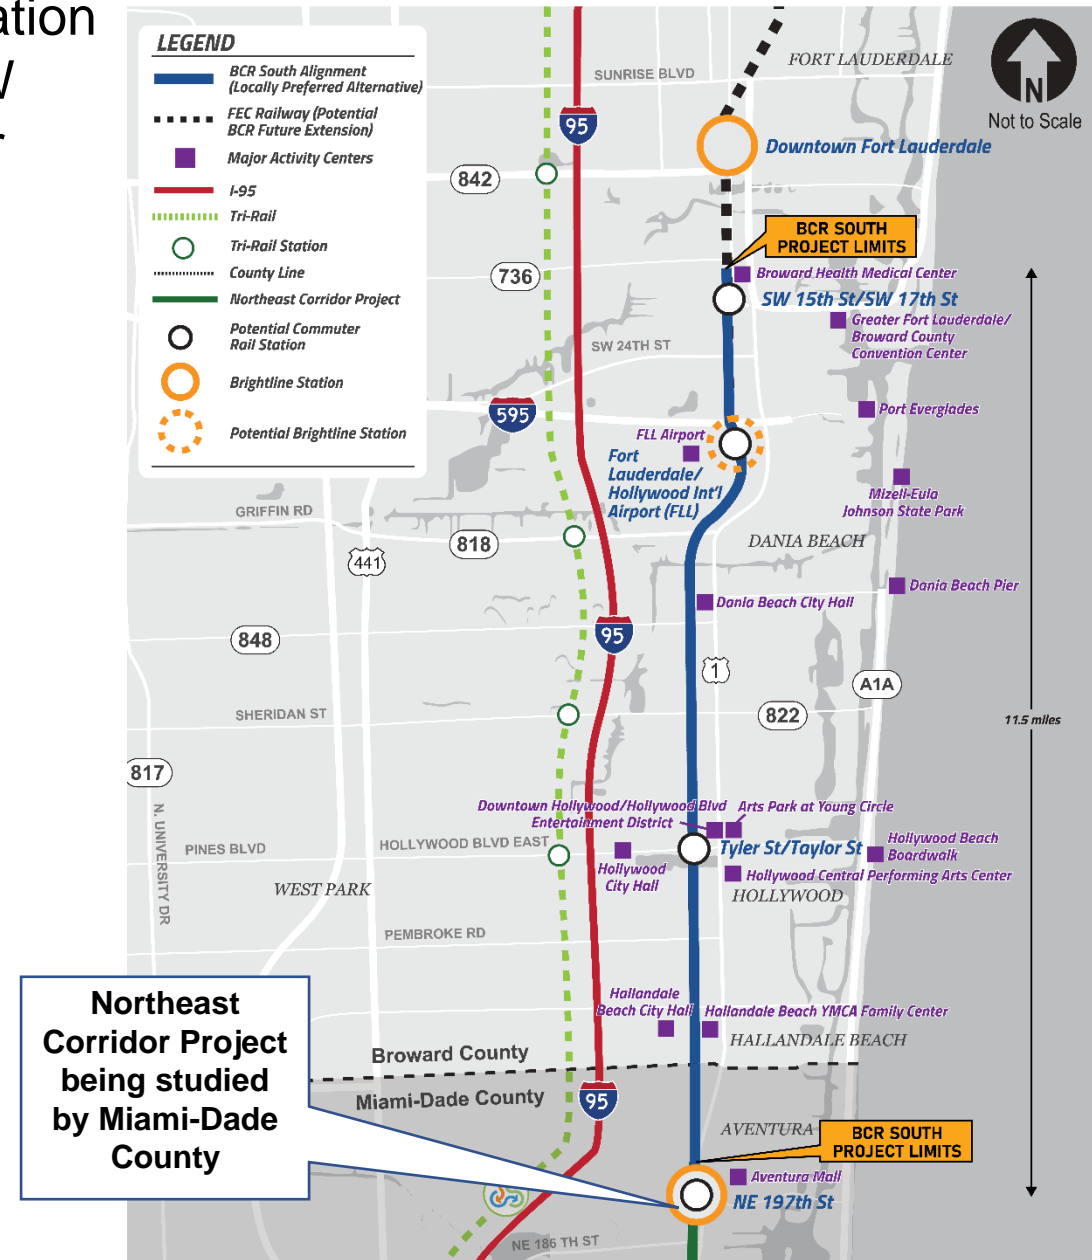 ation
LEGEND
BCR South Alignment
(Locally Preferred Alternative)
FEC Railway (Potential
BCR Future Extension)
Major Activity Centers
I-95
Tri-Rail
Tri-Rail Station
County Line
Northeast Corridor Project
Potential Commuter
Rail Station
Brightline Station
Potential Brightline Station
FORT LAUDERDALE
N
Not to Scale
SUNRISE BLVD
95
Downtown Fort Lauderdale
842
BCR SOUTH
PROJECT LIMITS
736
Broward Health Medical Center
SW 15th St/SW 17th St
Greater Fort Lauderdale/
Broward County
Convention Center
SW 24TH ST
595
Port Everglades
FLL Airport
Fort
Lauderdale/
Hollywood Int'l
Airport (FLL)
Mizell-Eula
Johnson State Park
GRIFFIN RD
818
DANIA BEACH
441
Dania Beach Pier
Dania Beach City Hall
848
95
1
A1A
SHERIDAN ST
822
11.5 miles
817
N. UNIVERSITY DR
Downtown Hollywood/Hollywood Blvd
Entertainment District
Arts Park at Young Circle
PINES BLVD
HOLLYWOOD BLVD EAST
Tyler St/Taylor St
Hollywood Beach
Boardwalk
Hollywood
City Hall
Hollywood Central Performing Arts Center
WEST PARK
HOLLYWOOD
PEMBROKE RD
Hallandale
Beach City Hall
Hallandale Beach YMCA Family Center
HALLANDALE BEACH
Northeast
Corridor Project
being studied
by Miami-Dade
County
Broward County
Miami-Dade County
95
AVENTURA
BCR SOUTH
PROJECT LIMITS
Aventura Mall
NE 197th St
NE 186 TH ST